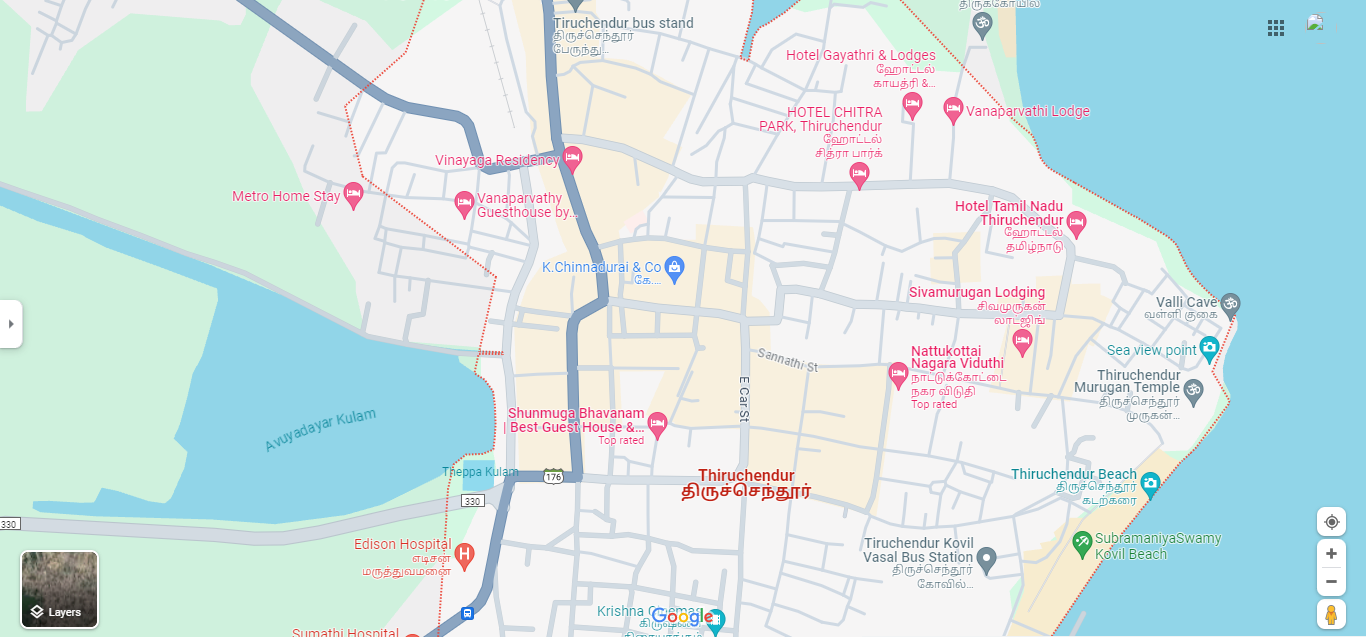 திருக்கோயில்
Tiruchendur bus stand
திருச்செந்தூர்
பேருந்து...
Hotel Gayathri & Lodges
ஹோட்டல்
காயத்ரி &...
HOTEL CHITRA
PARK, Thiruchendur
ஹோட்டல்
சித்ரா பார்க்
Vanaparvathi Lodge
Vinayaga Residency
Metro Home Stay
Vanaparvathy
Guesthouse by...
Hotel Tamil Nadu
Thiruchendur
ஹோட்டல்
தமிழ்நாடு
K.Chinnadurai & Co
கே....
Sivamurugan Lodging
சிவமுருகன்
லாட்ஜிங்
Valli Cave
வள்ளி குகை
Sannathi St
Nattukottai
Nagara Viduthi
நாட்டுக்கோட்டை
நகர விடுதி
Top rated
Sea view point
Thiruchendur
Murugan Temple
திருச்செந்தூர்
முருகன்...
E Car St
Shunmuga Bhavanam
| Best Guest House &...
Top rated
Avuyadayar Kulam
Theppa Kulam
176
Thiruchendur
திருச்செந்தூர்
Thiruchendur Beach
திருச்செந்தூர்
கடற்கரை
330
330
Edison Hospital
எடிசன்
மருத்துவமனை
Tiruchendur Kovil
Vasal Bus Station
திருச்செந்தூர்
கோவில்...
SubramaniyaSwamy
Kovil Beach
Layers
Krishna Cinemas
Google
Sumathi Hospital